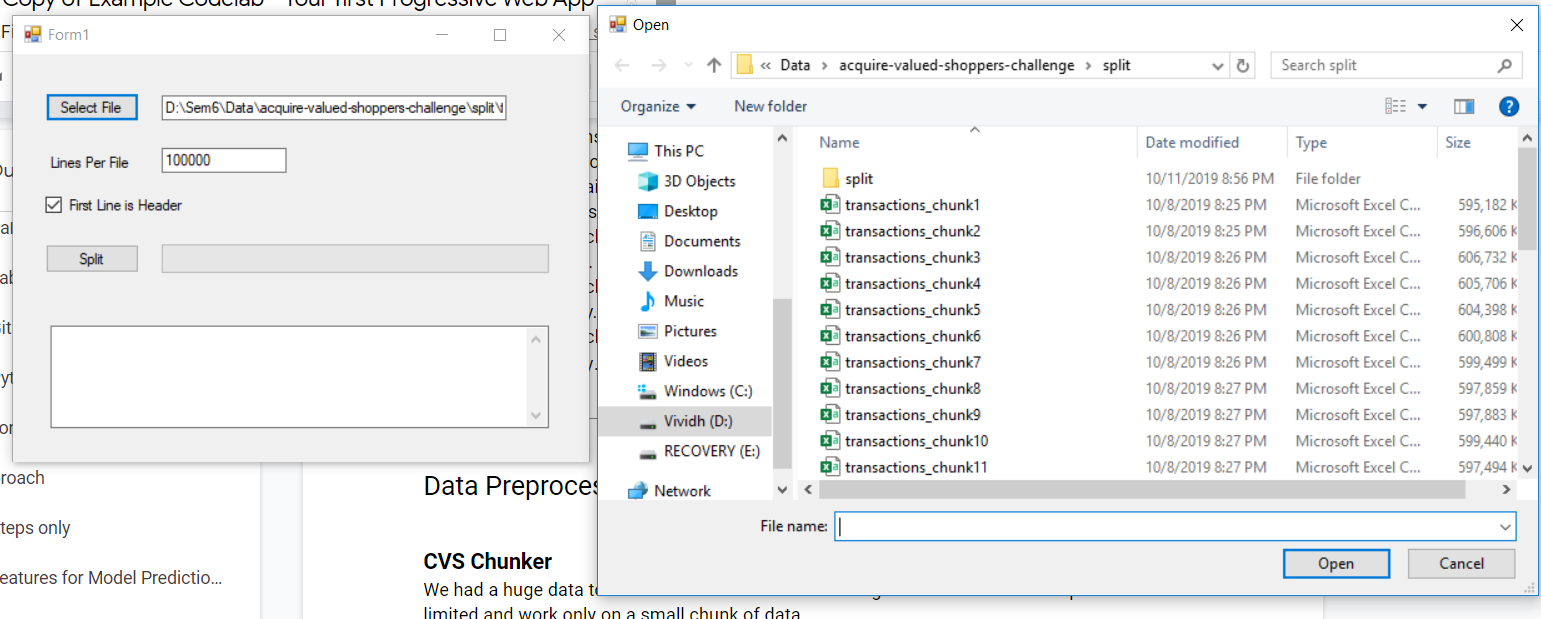 Copy of Example Codelab - Your first Progressive Web App
Form1
Select File
D:\Sem6\Data\acquire-valued-shoppers-challenge\split\t
Lines Per File
100000
First Line is Header
Split
roach
teps only
eatures for Model Predictio...
Data Preproces
CVS Chunker
We had a huge data t
limited and work only on a small chunk of data
Open
« Data › acquire-valued-shoppers-challenge › split
Search split
Organize
New folder
This PC
3D Objects
Desktop
Documents
Downloads
Music
Pictures
Videos
Windows (C:)
Vividh (D:)
RECOVERY (E:)
Network
Name Date modified Type Size
split 10/11/2019 8:56 PM File folder
transactions_chunk1 10/8/2019 8:25 PM Microsoft Excel C... 595,182 K
transactions_chunk2 10/8/2019 8:25 PM Microsoft Excel C... 596,606 K
transactions_chunk3 10/8/2019 8:26 PM Microsoft Excel C... 606,732 K
transactions_chunk4 10/8/2019 8:26 PM Microsoft Excel C... 605,706 K
transactions_chunk5 10/8/2019 8:26 PM Microsoft Excel C... 604,398 K
transactions_chunk6 10/8/2019 8:26 PM Microsoft Excel C... 600,808 K
transactions_chunk7 10/8/2019 8:26 PM Microsoft Excel C... 599,499 K
transactions_chunk8 10/8/2019 8:27 PM Microsoft Excel C... 597,859 K
transactions_chunk9 10/8/2019 8:27 PM Microsoft Excel C... 597,883 K
transactions_chunk10 10/8/2019 8:27 PM Microsoft Excel C... 599,440 K
transactions_chunk11 10/8/2019 8:27 PM Microsoft Excel C... 597,494 K
File name:
Open
Cancel